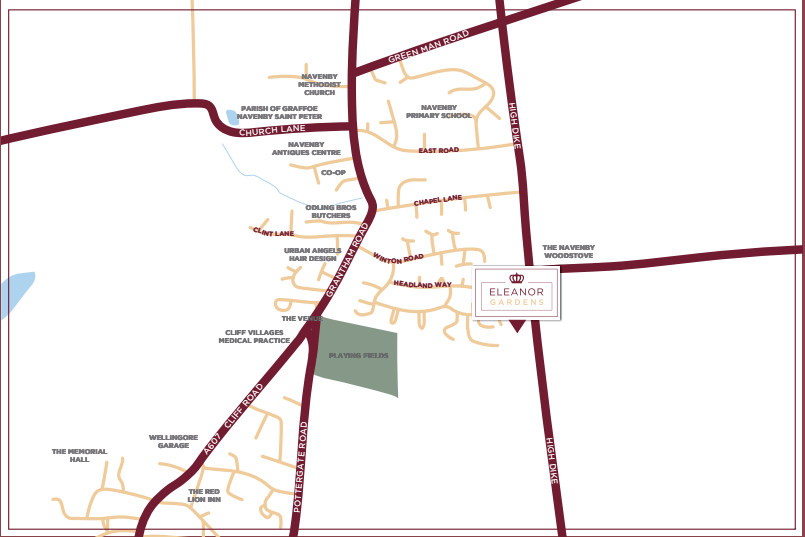 GREEN MAN ROAD
NAVENBY
METHODIST
CHURCH
PARISH OF GRAFFOE
NAVENBY SAINT PETER
NAVENBY
PRIMARY SCHOOL
HIGH DIKE
CHURCH LANE
NAVENBY
ANTIQUES CENTRE
EAST ROAD
CO-OP
CHAPEL LANE
ODLING BROS
BUTCHERS
CLINT LANE
GRANTHAM ROAD
URBAN ANGELS
HAIR DESIGN
WINTON ROAD
THE NAVENBY
WOODSTOVE
HEADLAND WAY
ELEANOR
GARDENS
THE VENUE
CLIFF VILLAGES
MEDICAL PRACTICE
PLAYING FIELDS
A607 CLIFF ROAD
WELLINGORE
GARAGE
POTTERGATE ROAD
HIGH DIKE
THE MEMORIAL
HALL
THE RED
LION INN